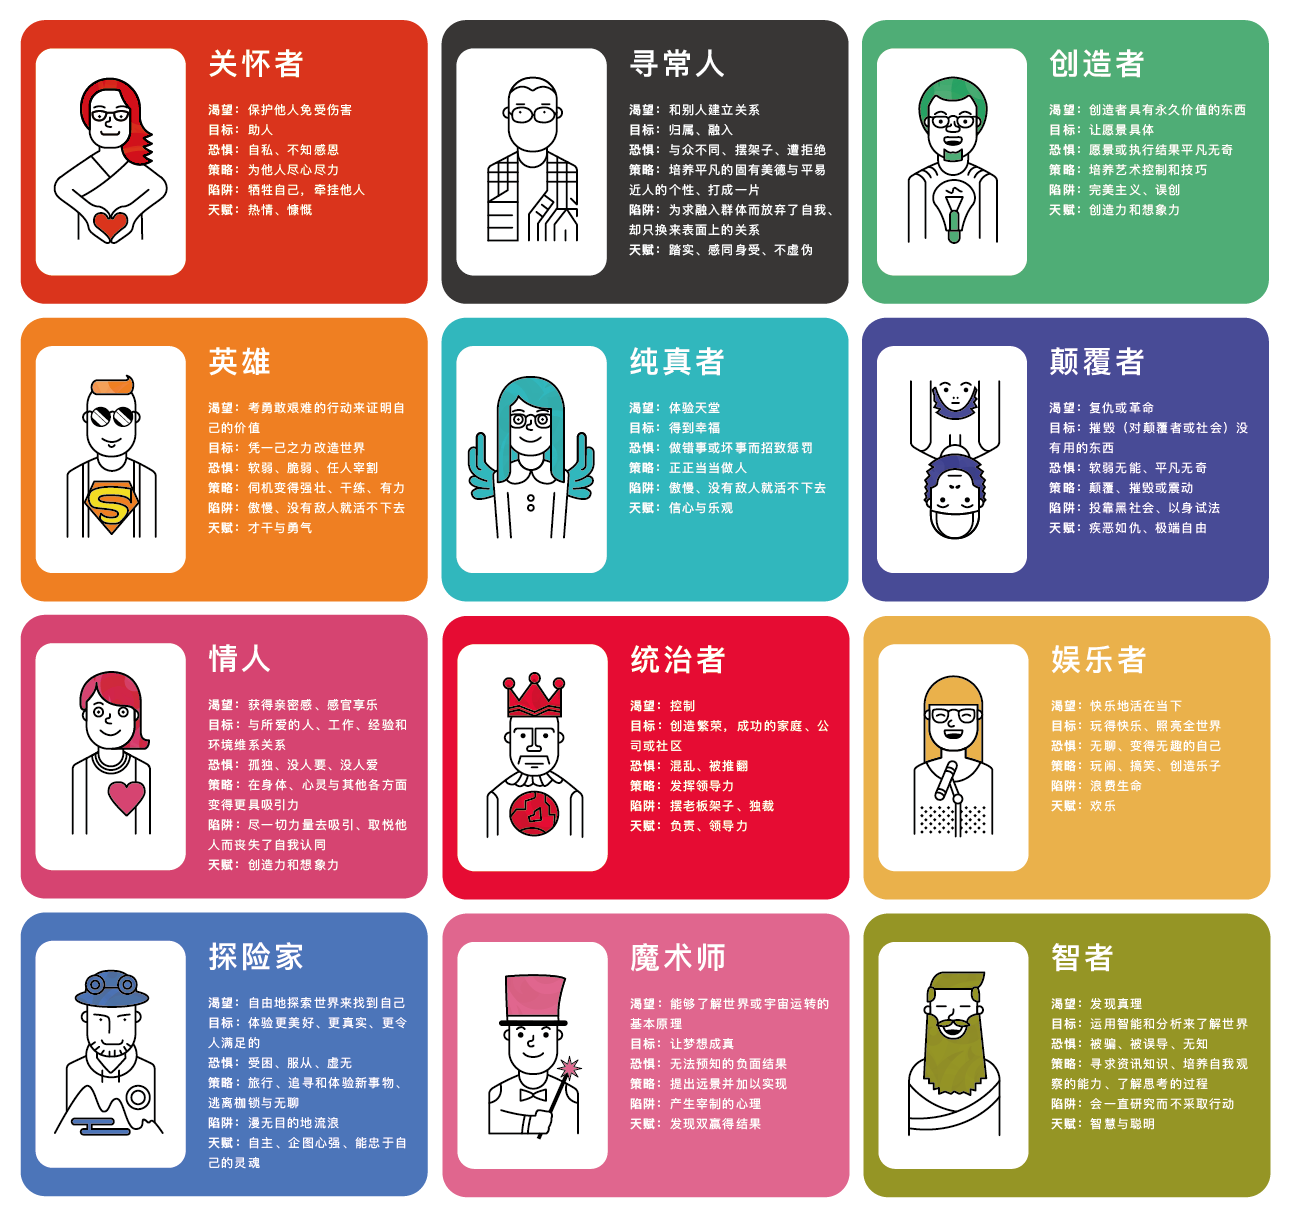 关怀者
渴望：保护他人免受伤害
目标：助人
恐惧：自私、不知感恩
策略：为他人尽心尽力
陷阱：牺牲自己，牵挂他人
天赋：热情、慷慨
寻常人
渴望：和别人建立关系
目标：归属、融入
恐惧：与众不同、摆架子、遭拒绝
策略：培养平凡的固有美德与平易
近人的个性、打成一片
陷阱：为求融入群体而放弃了自我、
却只换来表面上的关系
天赋：踏实、感同身受、不虚伪
创造者
渴望：创造者具有永久价值的东西
目标：让愿景具体
恐惧：愿景或执行结果平凡无奇
策略：培养艺术控制和技巧
陷阱：完美主义、误创
天赋：创造力和想象力
英雄
渴望：考勇敢艰难的行动来证明自
己的价值
目标：凭一己之力改造世界
恐惧：软弱、脆弱、任人宰割
策略：伺机变得强壮、干练、有力
陷阱：傲慢、没有敌人就活不下去
天赋：才干与勇气
纯真者
渴望：体验天堂
目标：得到幸福
恐惧：做错事或坏事而招致惩罚
策略：正正当当做人
陷阱：傲慢、没有敌人就活不下去
天赋：信心与乐观
颠覆者
渴望：复仇或革命
目标：摧毁（对颠覆者或社会）没
有用的东西
恐惧：软弱无能、平凡无奇
策略：颠覆、摧毁或震动
陷阱：投靠黑社会、以身试法
天赋：疾恶如仇、极端自由
情人
渴望：获得亲密感、感官享乐
目标：与所爱的人、工作、经验和
环境维系关系
恐惧：孤独、没人要、没人爱
策略：在身体、心灵与其他各方面
变得更具吸引力
陷阱：尽一切力量去吸引、取悦他
人而丧失了自我认同
天赋：创造力和想象力
统治者
渴望：控制
目标：创造繁荣，成功的家庭、公
司或社区
恐惧：混乱、被推翻
策略：发挥领导力
陷阱：摆老板架子、独裁
天赋：负责、领导力
娱乐者
渴望：快乐地活在当下
目标：玩得快乐、照亮全世界
恐惧：无聊、变得无趣的自己
策略：玩闹、搞笑、创造乐子
陷阱：浪费生命
天赋：欢乐
探险家
渴望：自由地探索世界来找到自己
目标：体验更美好、更真实、更令
人满足的
恐惧：受困、服从、虚无
策略：旅行、追寻和体验新事物、
逃离枷锁与无聊
陷阱：漫无目的地流浪
天赋：自主、企图心强、能忠于自
己的灵魂
魔术师
渴望：能够了解世界或宇宙运转的
基本原理
目标：让梦想成真
恐惧：无法预知的负面结果
策略：提出远景并加以实现
陷阱：产生宰制的心理
天赋：发现双赢得结果
智者
渴望：发现真理
目标：运用智能和分析来了解世界
恐惧：被骗、被误导、无知
策略：寻求资讯知识、培养自我观
察的能力、了解思考的过程
陷阱：会一直研究而不采取行动
天赋：智慧与聪明